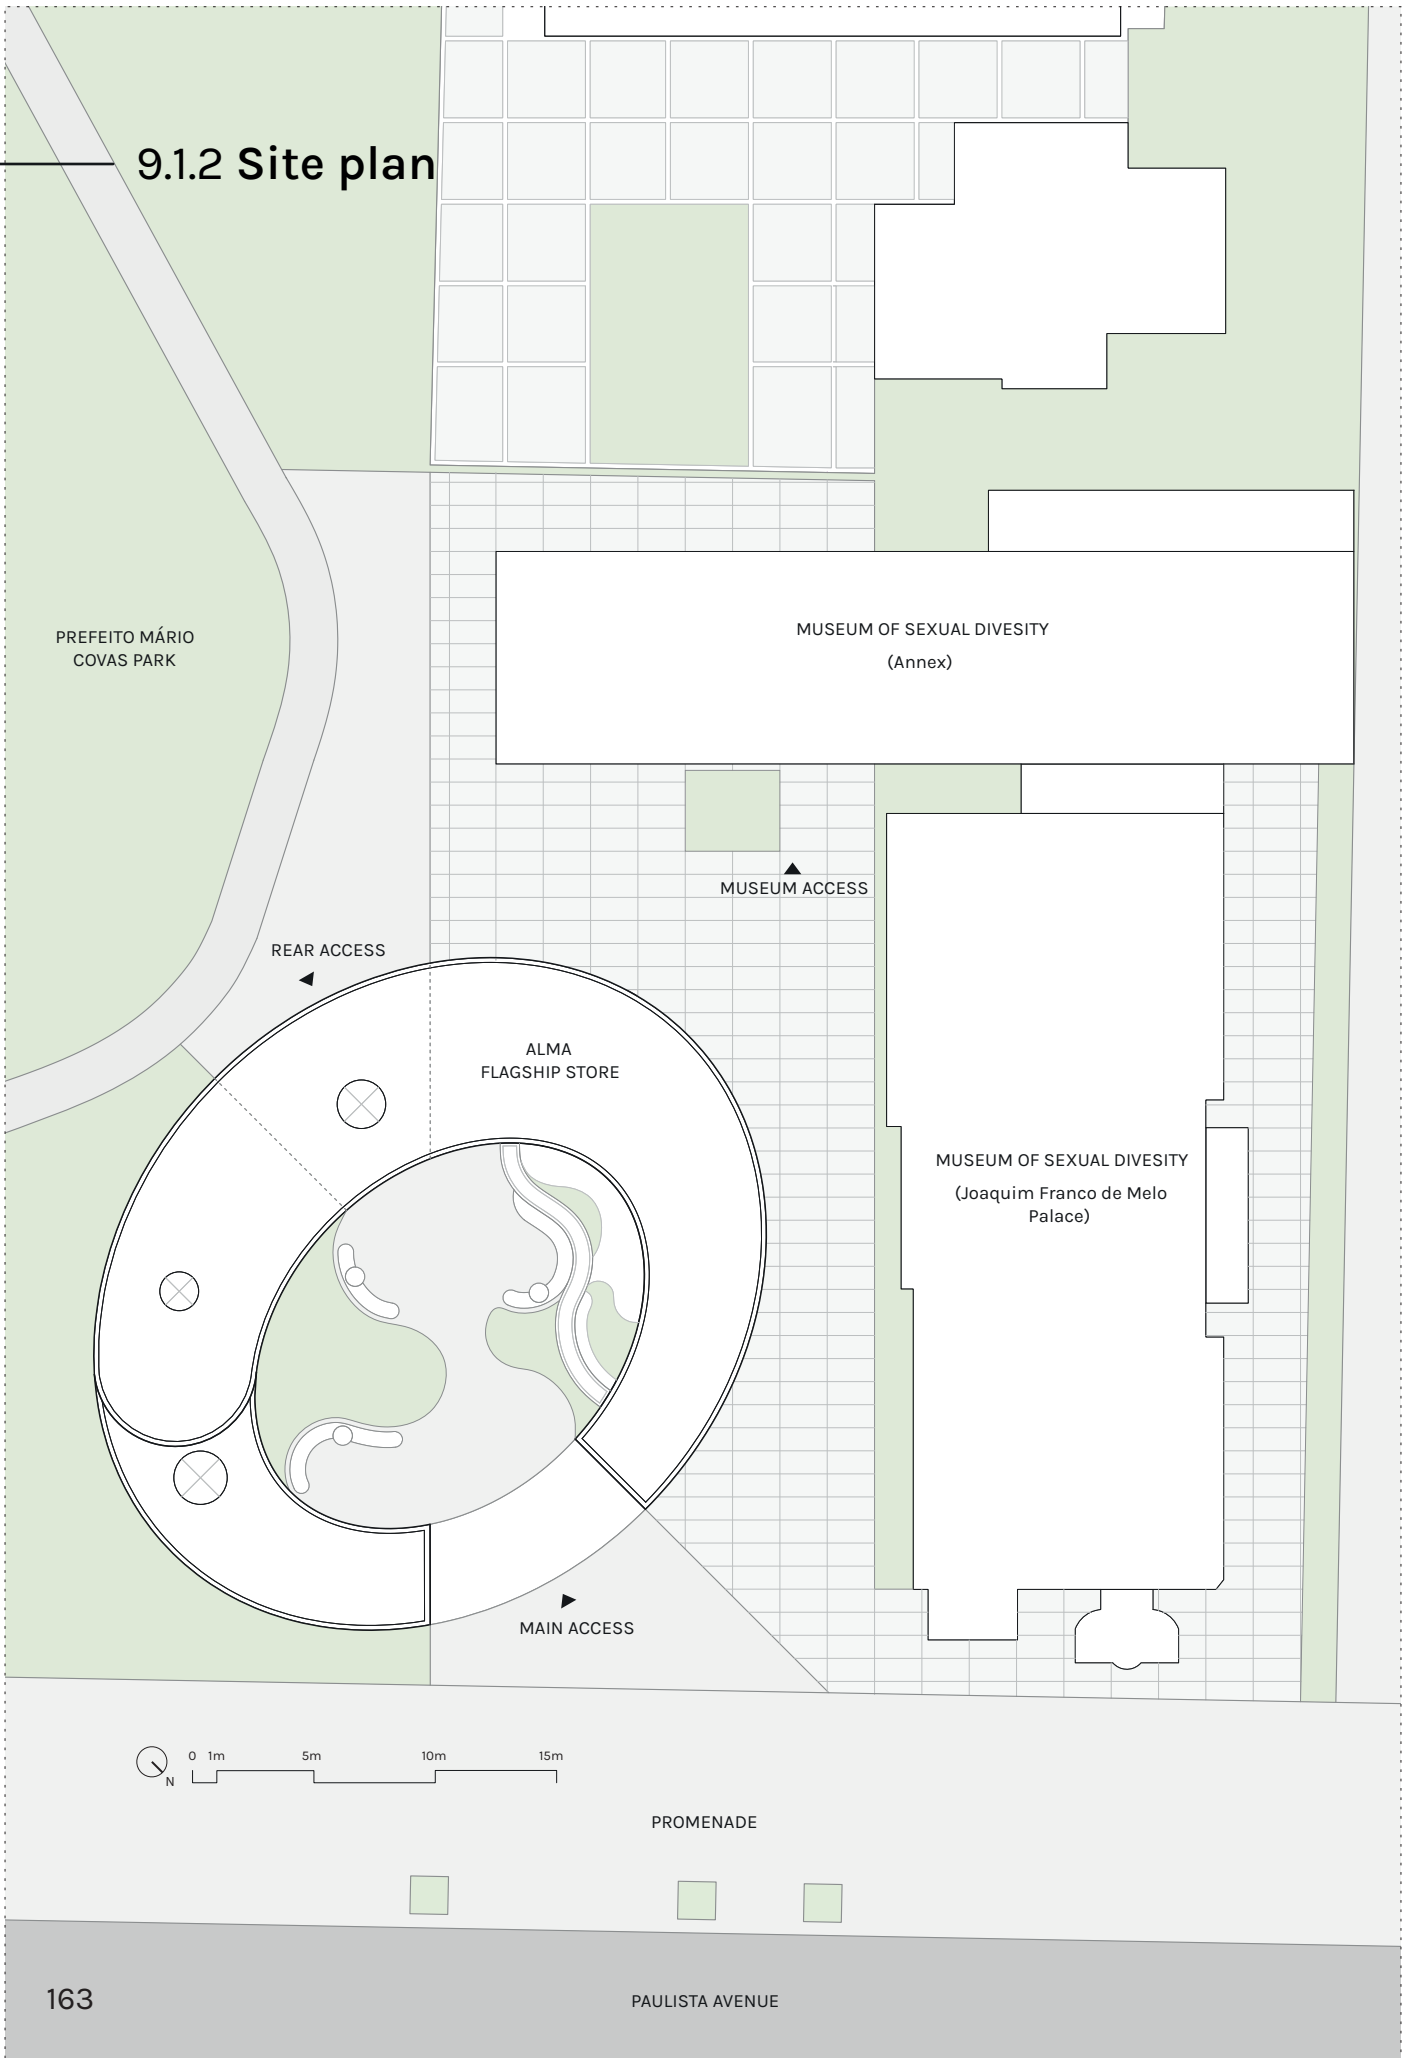 9.1.2 Site plan
PREFEITO MÁRIO
COVAS PARK
MUSEUM OF SEXUAL DIVESITY
(Annex)
MUSEUM ACCESS
REAR ACCESS
ALMA
FLAGSHIP STORE
MUSEUM OF SEXUAL DIVESITY
(Joaquim Franco de Melo
Palace)
MAIN ACCESS
0 1m 5m 10m 15m
N
PROMENADE
163
PAULISTA AVENUE